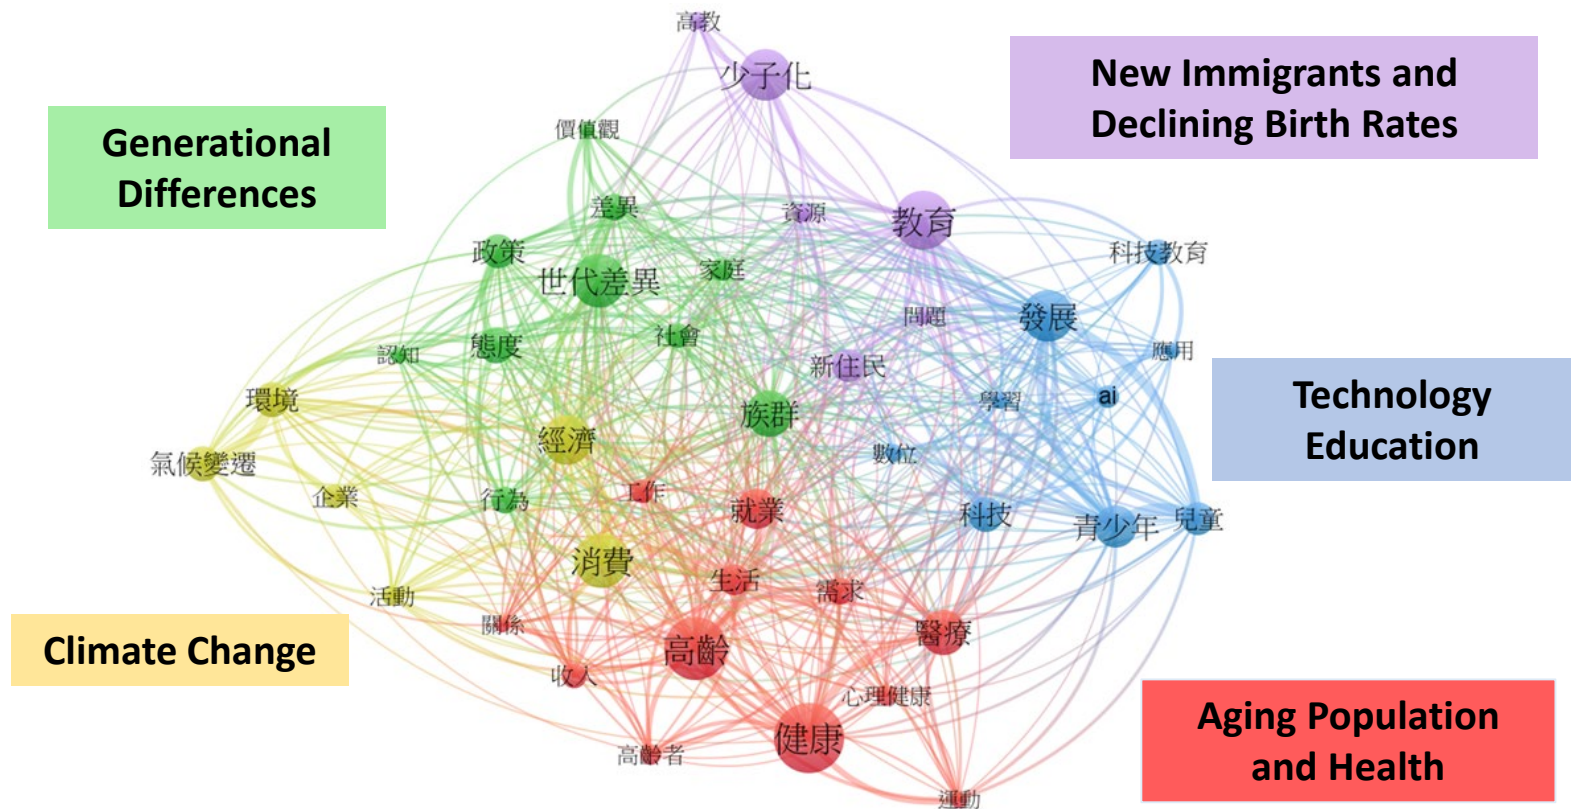 高教
少子化
New Immigrants and
Declining Birth Rates
Generational
Differences
價值觀
差異
資源
教育
政策
科技教育
世代差異
家庭
問題
發展
社會
態度
認知
新住民
應用
環境
學習
ai
Technology
Education
族群
經濟
數位
氣候變遷
企業
行為
工作
就業
科技
青少年
兒童
消費
生活
需求
活動
關係
醫療
Climate Change
高齡
收入
心理健康
Aging Population
and Health
健康
高齡者
運動